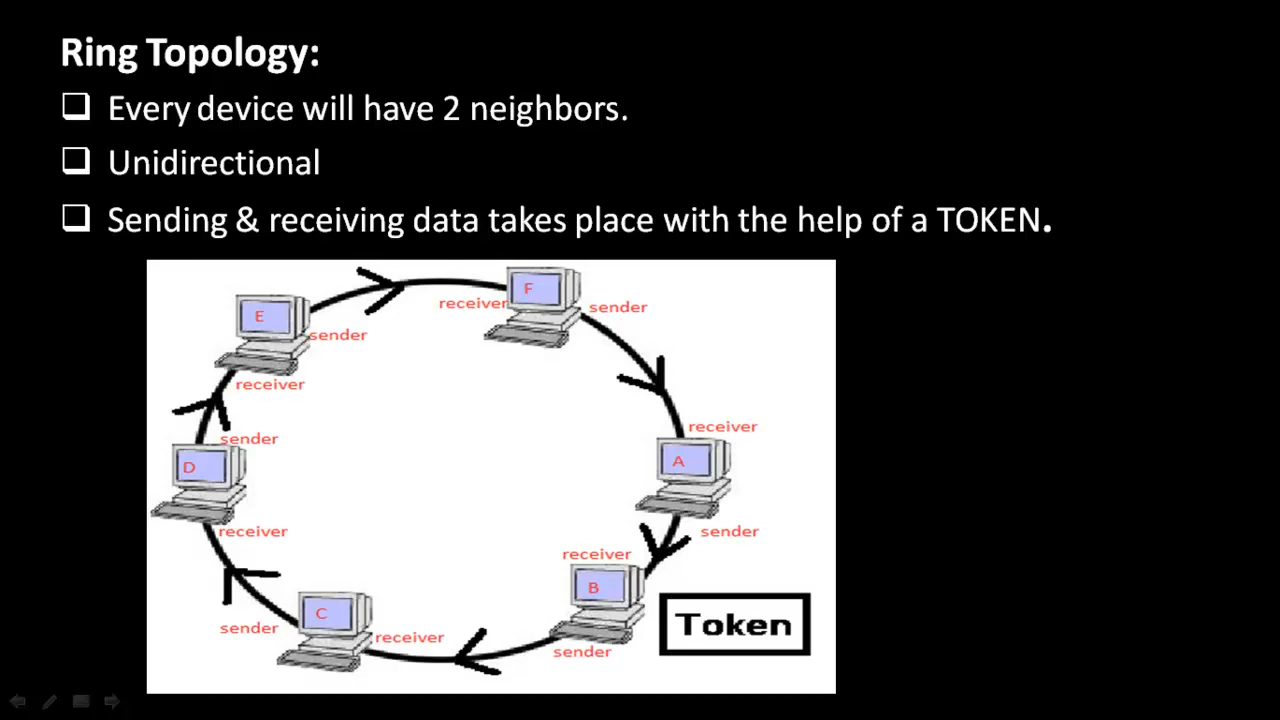 Ring Topology:
Every device will have 2 neighbors.
Unidirectional
Sending & receiving data takes place with the help of a TOKEN.
F
receiver
sender
E
sender
receiver
receiver
A
sender
sender
D
receiver
receiver
B
sender
Token
C
sender
receiver